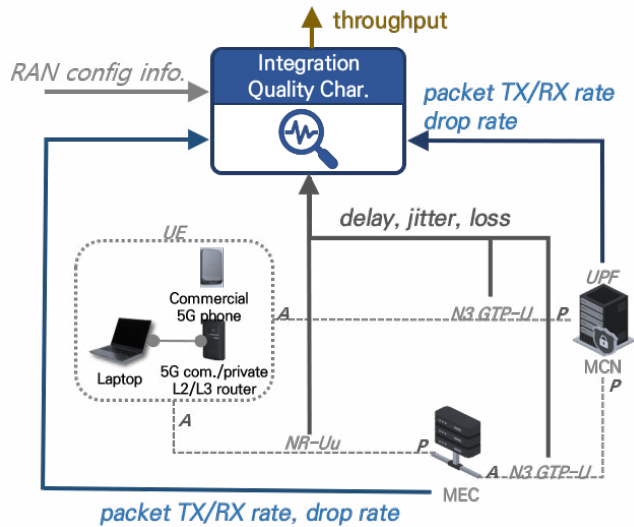 throughput
Integration
Quality Char.
RAN config info.
packet TX/RX rate
drop rate
delay, jitter, loss
UE
Commercial
5G phone
Laptop
5G com./private
L2/L3 router
A
N3 GTP-U
P
UPF
MCN
P
A
NR-Uu
P
MEC
A
N3 GTP-U
packet TX/RX rate, drop rate